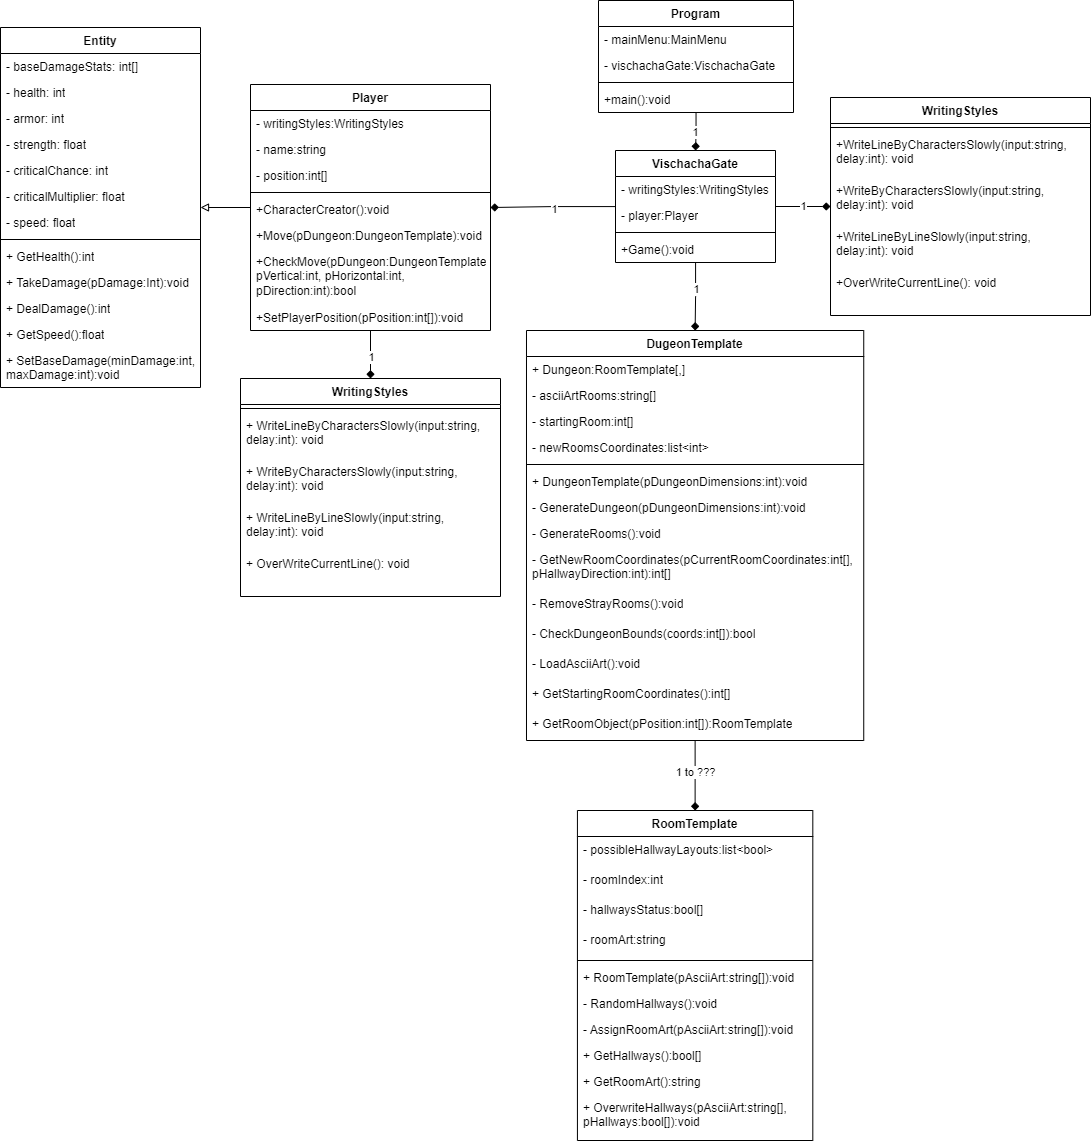 Program
- mainMenu:MainMenu
- vischachaGate:VischachaGate
+main():void
1
Entity
- baseDamageStats: int[]
- health: int
- armor: int
- strength: float
- criticalChance: int
- criticalMultiplier: float
- speed: float
+ GetHealth():int
+ TakeDamage(pDamage:Int):void
+ DealDamage():int
+ GetSpeed():float
+ SetBaseDamage(minDamage:int,
maxDamage:int):void
Player
- writingStyles:WritingStyles
- name:string
- position:int[]
+CharacterCreator():void
+Move(pDungeon:DungeonTemplate):void
+CheckMove(pDungeon:DungeonTemplate
pVertical:int, pHorizontal:int,
pDirection:int):bool
+SetPlayerPosition(pPosition:int[]):void
1
VischachaGate
- writingStyles:WritingStyles
- player:Player
+Game():void
1
WritingStyles
+WriteLineByCharactersSlowly(input:string,
delay:int): void
+WriteByCharactersSlowly(input:string,
delay:int): void
+WriteLineByLineSlowly(input:string,
delay:int): void
+OverWriteCurrentLine(): void
1
WritingStyles
+ WriteLineByCharactersSlowly(input:string,
delay:int): void
+ WriteByCharactersSlowly(input:string,
delay:int): void
+ WriteLineByLineSlowly(input:string,
delay:int): void
+ OverWriteCurrentLine(): void
1
DugeonTemplate
+ Dungeon:RoomTemplate[,]
- asciiArtRooms:string[]
- startingRoom:int[]
- newRoomsCoordinates:list<int>
+ DungeonTemplate(pDungeonDimensions:int):void
- GenerateDungeon(pDungeonDimensions:int):void
- GenerateRooms():void
- GetNewRoomCoordinates(pCurrentRoomCoordinates:int[],
pHallwayDirection:int):int[]
- RemoveStrayRooms():void
- CheckDungeonBounds(coords:int[]):bool
- LoadAsciiArt():void
+ GetStartingRoomCoordinates():int[]
+ GetRoomObject(pPosition:int[]):RoomTemplate
1 to ???
RoomTemplate
- possibleHallwayLayouts:list<bool>
- roomIndex:int
- hallwaysStatus:bool[]
- roomArt:string
+ RoomTemplate(pAsciiArt:string[]):void
- RandomHallways():void
- AssignRoomArt(pAsciiArt:string[]):void
+ GetHallways():bool[]
+ GetRoomArt():string
+ OverwriteHallways(pAsciiArt:string[],
pHallways:bool[]):void